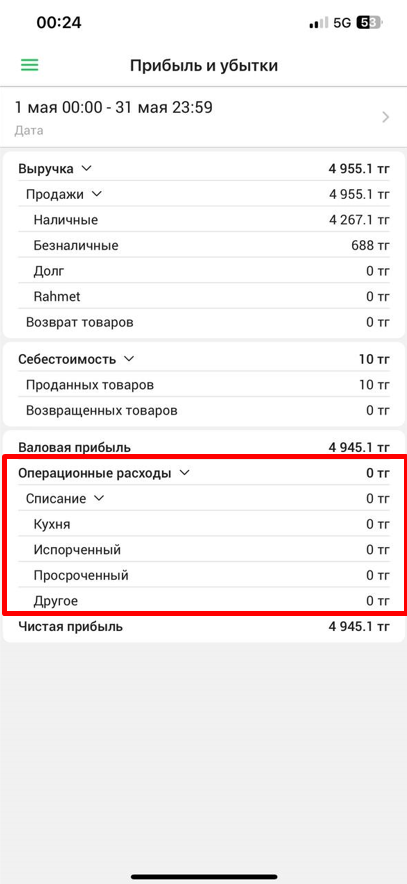 00:24 5G 53
Прибыль и убытки
1 мая 00:00 - 31 мая 23:59
Дата
Выручка 4 955.1 тг
Продажи 4 955.1 тг
Наличные 4 267.1 тг
Безналичные 688 тг
Долг 0 тг
Rahmet 0 тг
Возврат товаров 0 тг
Себестоимость 10 тг
Проданных товаров 10 тг
Возвращенных товаров 0 тг
Валовая прибыль 4 945.1 тг
Операционные расходы 0 тг
Списание 0 тг
Кухня 0 тг
Испорченный 0 тг
Просроченный 0 тг
Другое 0 тг
Чистая прибыль 4 945.1 тг